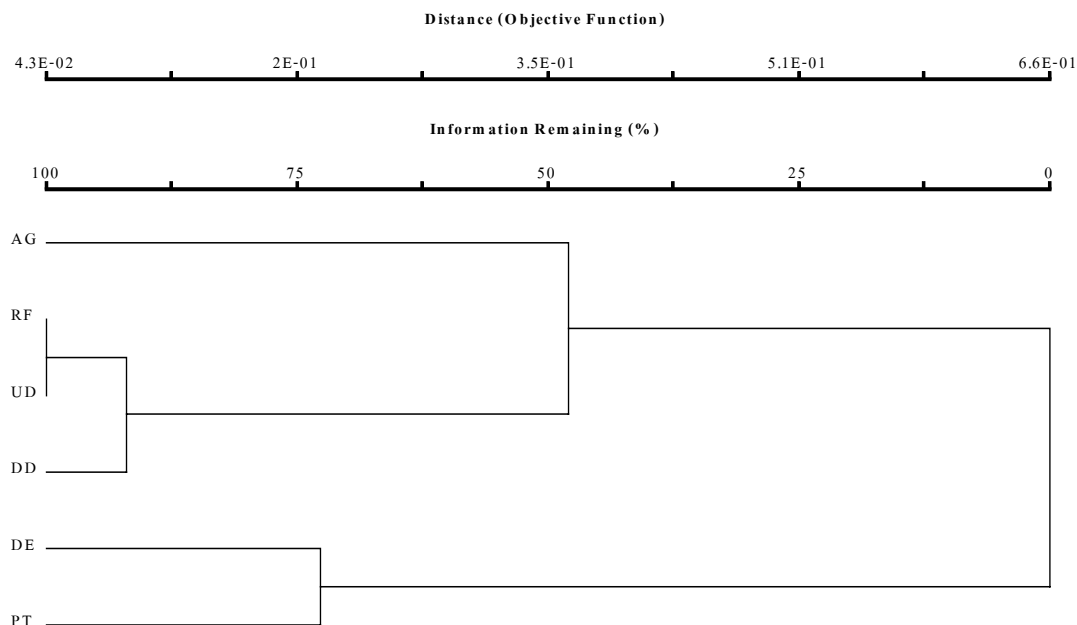 Distance (Objective Function)
4.3E-02 2E-01 3.5E-01 5.1E-01 6.6E-01
Information Remaining (%)
100 75 50 25 0
AG
RF
UD
DD
DE
PT